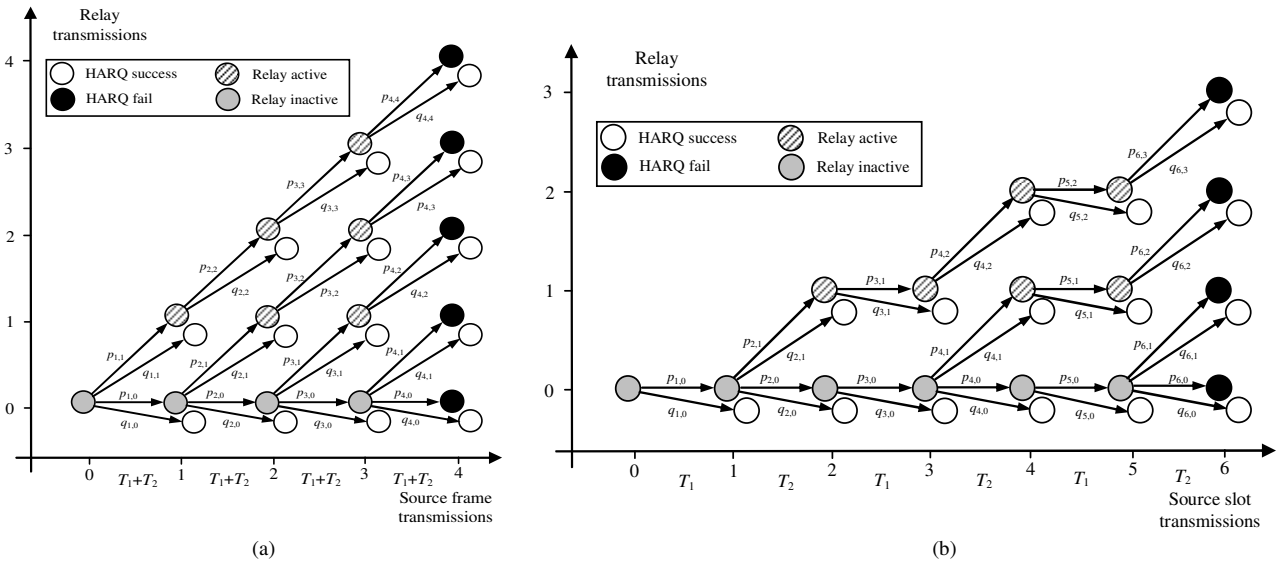 Relay
transmissions
4
3
2
1
0
HARQ success
Relay active
HARQ fail
Relay inactive
p4,4
q4,4
p3,3
q3,3
p4,3
p4,3
p2,2
q2,2
p3,2
p3,2
p4,2
q4,2
p1,1
q1,1
p2,1
q2,1
p3,1
q3,1
p4,1
q4,1
p1,0
q1,0
p2,0
q2,0
p3,0
q3,0
p4,0
q4,0
0
1
2
3
4
T1+T2
T1+T2
T1+T2
T1+T2
Source frame
transmissions
(a)
Relay
transmissions
3
2
1
0
HARQ success
Relay active
HARQ fail
Relay inactive
p6,3
q6,3
p5,2
q5,2
p4,2
q4,2
p6,2
q6,2
p3,1
q3,1
p5,1
q5,1
p2,1
q2,1
p4,1
q4,1
p6,1
q6,1
p1,0
q1,0
p2,0
q2,0
p3,0
q3,0
p4,0
q4,0
p5,0
q5,0
p6,0
q6,0
0
1
2
3
4
5
6
T1
T2
T1
T2
T1
T2
Source slot
transmissions
(b)